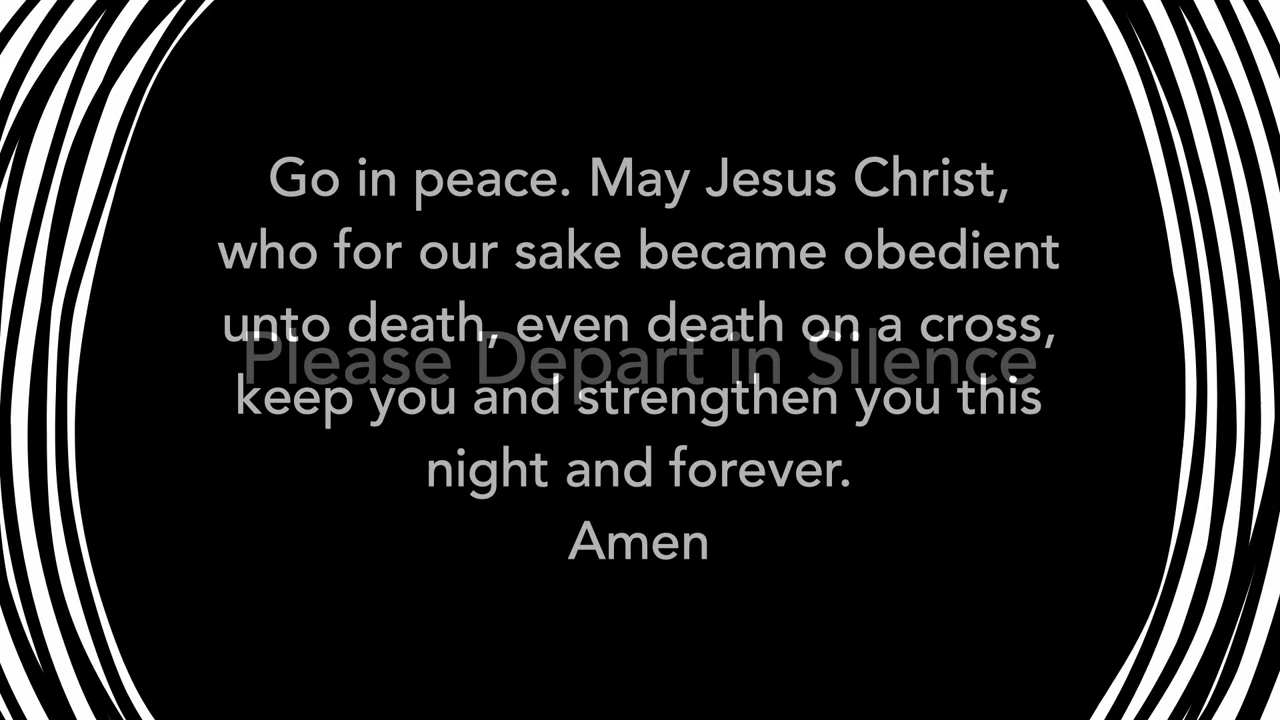 Go in peace. May Jesus Christ,
who for our sake became obedient
unto death, even death on a cross,
Please Depart in Silence
keep you and strengthen you this
night and forever.
Amen